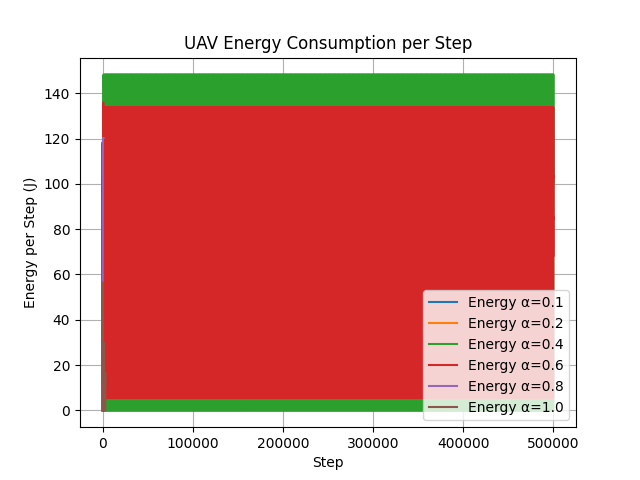 UAV Energy Consumption per Step
Energy per Step (J)
140
120
100
80
60
40
20
0
Energy α=0.1
Energy α=0.2
Energy α=0.4
Energy α=0.6
Energy α=0.8
Energy α=1.0
0 100000 200000 300000 400000 500000
Step